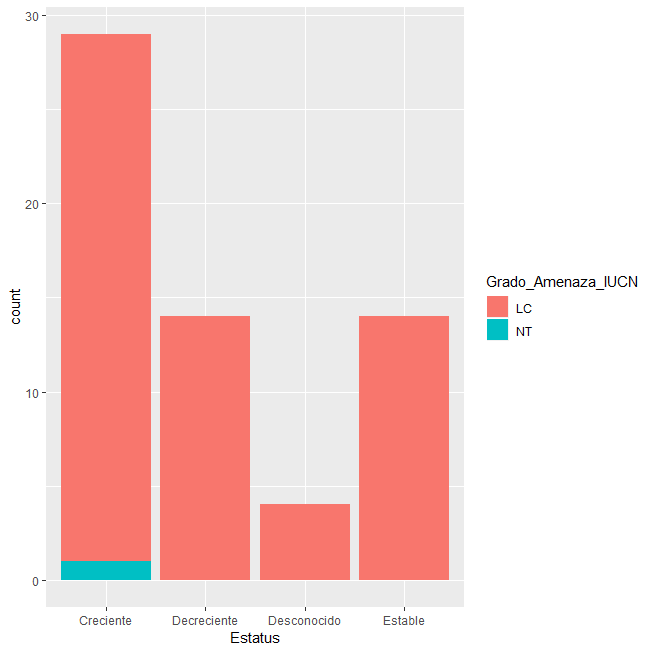 30
20
10
0
count
Creciente
Decreciente
Desconocido
Estable
Estatus
Grado_Amenaza_IUCN
LC
NT